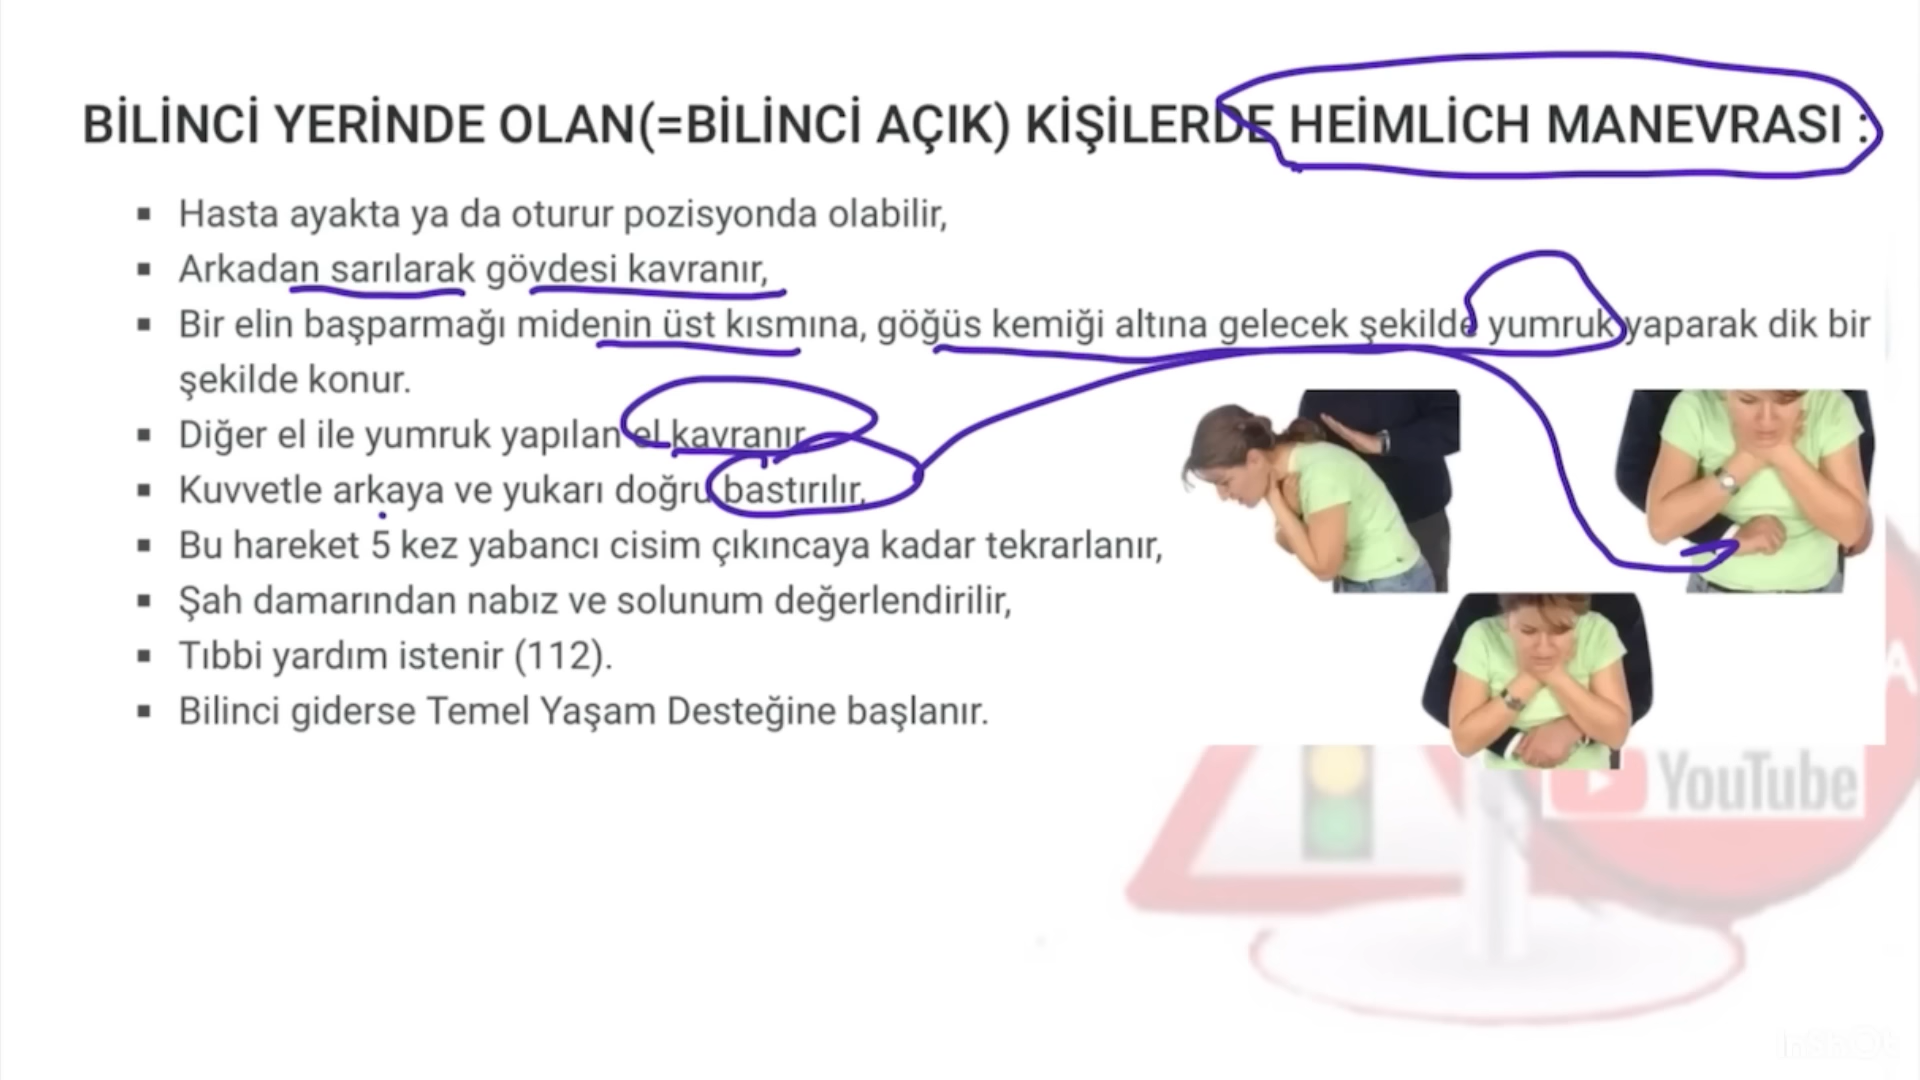 BİLİNCİ YERİNDE OLAN(=BİLİNCİ AÇIK) KİŞİLERDE HEİMLİCH MANEVRASI :
▪ Hasta ayakta ya da oturur pozisyonda olabilir,
▪ Arkadan sarılarak gövdesi kavranır,
▪ Bir elin başparmağı midenin üst kısmına, göğüs kemiği altına gelecek şekilde yumruk yaparak dik bir
şekilde konur.
▪ Diğer el ile yumruk yapılan el kavranır.
▪ Kuvvetle arkaya ve yukarı doğru bastırılır.
▪ Bu hareket 5 kez yabancı cisim çıkıncaya kadar tekrarlanır,
▪ Şah damarından nabız ve solunum değerlendirilir,
▪ Tıbbi yardım istenir (112).
▪ Bilinci giderse Temel Yaşam Desteğine başlanır.
A
YouTube
InShOt